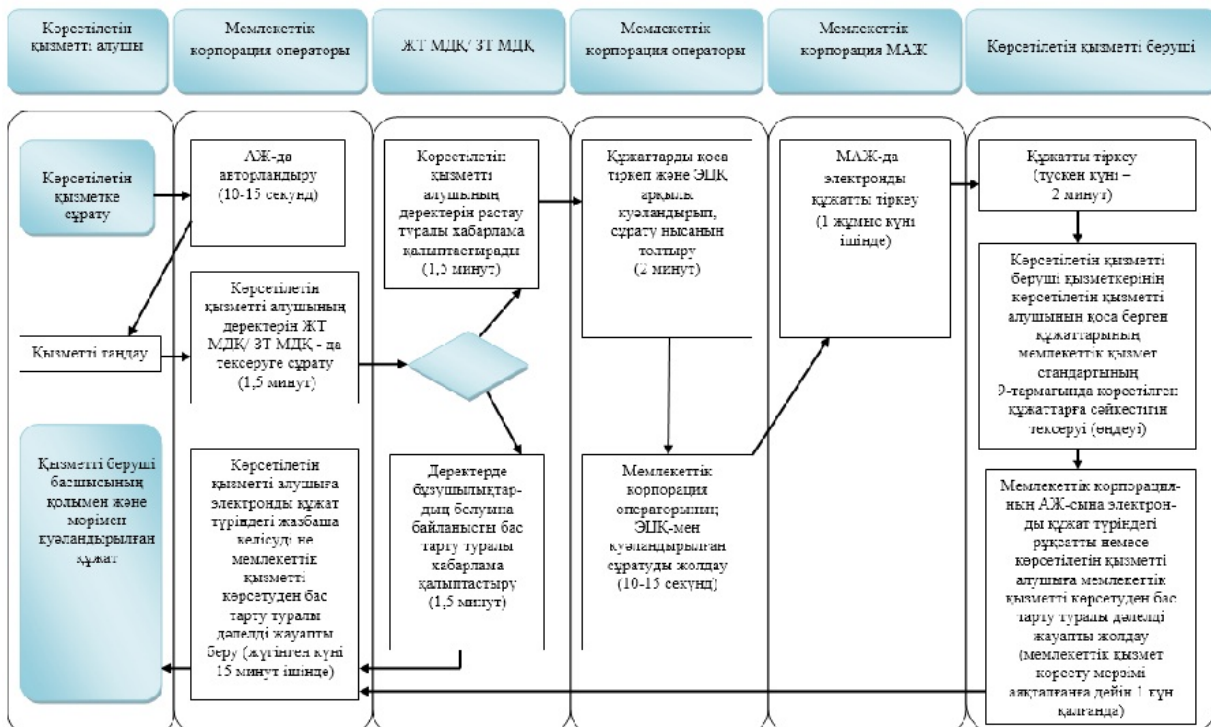 Көрсетілетін
қызметті алушы
Мемлекеттік
корпорация операторы
ЖТ МДҚ/ ЗТ МДҚ
Мемлекеттік
корпорация операторы
Мемлекеттік
корпорация МАЖ
Көрсетілетін қызметті беруші
Көрсетілетін
қызметке
сұрату
АЖ-да
авторландыру
(10-15 секунд)
Көрсетілетін
қызметті
алушының
деректерін растау
туралы хабарлама
қалыптастырады
(1,5 минут)
Құжаттарды қоса
тіркеп және ЭЦҚ
арқылы
куәландырып,
сұрату нысанын
толтыру
(2 минут)
МАЖ-да
электронды
құжатты тіркеу
(1 жұмыс күні
ішінде)
Құжатты тіркеу
(түскен күні –
2 минут)
Қызметті таңдау
Көрсетілетін
қызметті алушының
деректерін ЖТ
МДҚ/ ЗТ МДҚ - да
тексеруге сұрату
(1,5 минут)
Көрсетілетін қызметті
беруші қызметкерінің
көрсетілетін қызметті
алушының қоса берген
құжаттарының
мемлекеттік қызмет
стандартының
9-тармағында көрсетілген
құжаттарға сәйкестігін
тексеруі (өңдеуі)
Қызметті беруші
басшысының
қолымен және
мөрімен
куәландырылған
құжат
Көрсетілетін
қызметті алушыға
электронды құжат
түріндегі жазбаша
келісуді не
мемлекеттік
қызметті
көрсетуден бас
тарту туралы
дәлелді жауапты
беру (жүгінген күні
15 минут ішінде)
Деректерде
бұзушылықтар-
дың болуына
байланысты бас
тарту туралы
хабарлама
қалыптастыру
(1,5 минут)
Мемлекеттік
корпорация
операторының
ЭЦҚ-мен
куәландырылған
сұратуды жолдау
(10-15 секунд)
Мемлекеттік корпорация-
ның АЖ-сына электрон-
ды құжат түріндегі
рұқсатты немесе
көрсетілетін қызметті
алушыға мемлекеттік
қызметті көрсетуден бас
тарту туралы дәлелді
жауапты жолдау
(мемлекеттік қызмет
көрсету мерзімі
аяқталғанға дейін 1 күн
қалғанда)